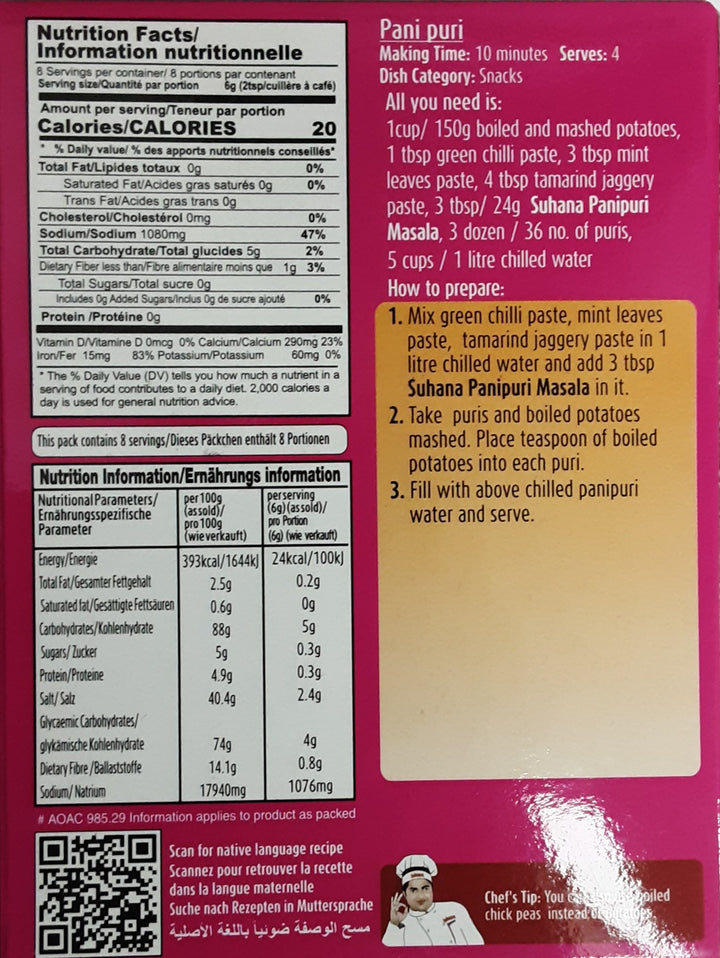 Nutrition Facts/
Information nutritionnelle
8 Servings per container/ 8 portions par contenant
Serving size/Quantité par portion 6g (2tsp/cuillère à café)
Amount per serving/Teneur par portion
Calories/CALORIES 20
* % Daily value/ % des apports nutritionnels conseillés*
Total Fat/Lipides totaux 0g 0%
Saturated Fat/Acides gras saturés 0g 0%
Trans Fat/Acides gras trans 0g
Cholesterol/Cholestérol 0mg 0%
Sodium/Sodium 1080mg 47%
Total Carbohydrate/Total glucides 5g 2%
Dietary Fiber less than/Fibre alimentaire moins que 1g 3%
Total Sugars/Total sucre 0g
Includes 0g Added Sugars/Inclus 0g de sucre ajouté 0%
Protein /Protéine 0g
Vitamin D/Vitamine D 0mcg 0% Calcium/Calcium 290mg 23%
Iron/Fer 15mg 83% Potassium/Potassium 60mg 0%
* The % Daily Value (DV) tells you how much a nutrient in a
serving of food contributes to a daily diet. 2,000 calories a
day is used for general nutrition advice.
This pack contains 8 servings/Dieses Päckchen enthält 8 Portionen
Nutrition Information/Ernährungs information
Nutritional Parameters/
Ernährungsspezifische
Parameter
per 100g
(as sold)/
pro 100g
(wie verkauft)
per serving
(6g) (as sold)/
pro Portion
(6g) (wie verkauft)
Energy/Energie 393kcal/1644kJ 24kcal/100kJ
Total Fat/Gesamter Fettgehalt 2.5g 0.2g
Saturated fat/Gesättigte Fettsäuren 0.6g 0g
Carbohydrates/Kohlenhydrate 88g 5g
Sugars/ Zucker 5g 0.3g
Protein/Proteine 4.9g 0.3g
Salt/ Salz 40.4g 2.4g
Glycaemic Carbohydrates/
glykämische Kohlenhydrate 74g 4g
Dietary Fibre /Ballaststoffe 14.1g 0.8g
Sodium/ Natrium 17940mg 1076mg
# AOAC 985.29 Information applies to product as packed
Scan for native language recipe
Scannez pour retrouver la recette
dans la langue maternelle
Suche nach Rezepten in Muttersprache
مسح الوصفة ضوئياً باللغة الأصلية
Pani puri
Making Time: 10 minutes Serves: 4
Dish Category: Snacks
All you need is:
1cup/ 150g boiled and mashed potatoes,
1 tbsp green chilli paste, 3 tbsp mint
leaves paste, 4 tbsp tamarind jaggery
paste, 3 tbsp/ 24g Suhana Panipuri
Masala, 3 dozen / 36 no. of puris,
5 cups / 1 litre chilled water
How to prepare:
1. Mix green chilli paste, mint leaves
paste, tamarind jaggery paste in 1
litre chilled water and add 3 tbsp
Suhana Panipuri Masala in it.
2. Take puris and boiled potatoes
mashed. Place teaspoon of boiled
potatoes into each puri.
3. Fill with above chilled panipuri
water and serve.
Chef's Tip: You can also use boiled
chick peas instead of potatoes.